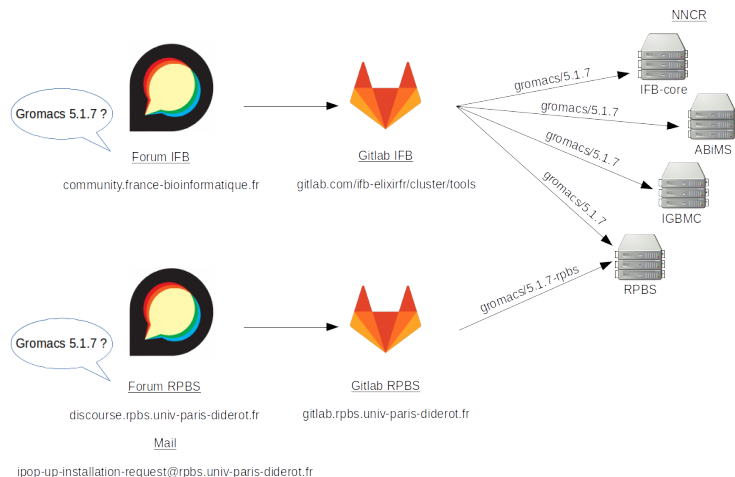 NNCR
gromacs/5.1.7
IFB-core
Gromacs 5.1.7 ?
gromacs/5.1.7
ABiMS
gromacs/5.1.7
Forum IFB
Gitlab IFB
community.france-bioinformatique.fr
gitlab.com/ifb-elixirfr/cluster/tools
gromacs/5.1.7
IGBMC
RPBS
gromacs/5.1.7-rpbs
Gromacs 5.1.7 ?
Forum RPBS
Gitlab RPBS
discourse.rpbs.univ-paris-diderot.fr
gitlab.rpbs.univ-paris-diderot.fr
Mail
ipop-up-installation-request@rpbs.univ-paris-diderot.fr